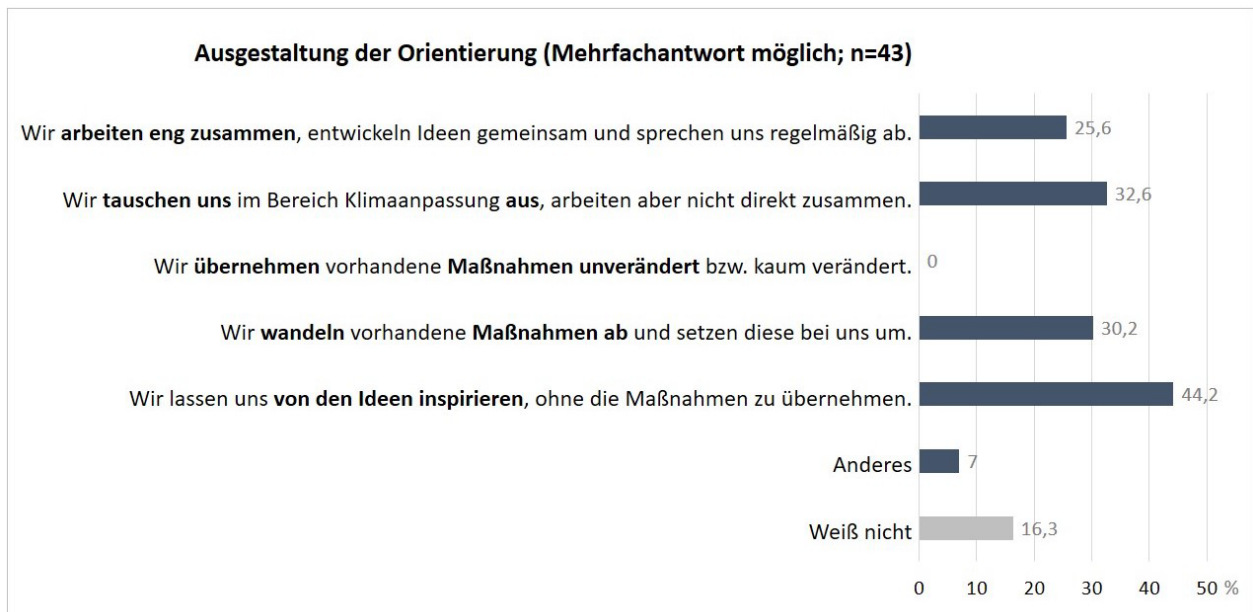 Ausgestaltung der Orientierung (Mehrfachantwort möglich; n=43)
Wir arbeiten eng zusammen, entwickeln Ideen gemeinsam und sprechen uns regelmäßig ab.
25,6
Wir tauschen uns im Bereich Klimaanpassung aus, arbeiten aber nicht direkt zusammen.
32,6
Wir übernehmen vorhandene Maßnahmen unverändert bzw. kaum verändert.
0
Wir wandeln vorhandene Maßnahmen ab und setzen diese bei uns um.
30,2
Wir lassen uns von den Ideen inspirieren, ohne die Maßnahmen zu übernehmen.
44,2
Anderes
7
Weiß nicht
16,3
0 10 20 30 40 50 %